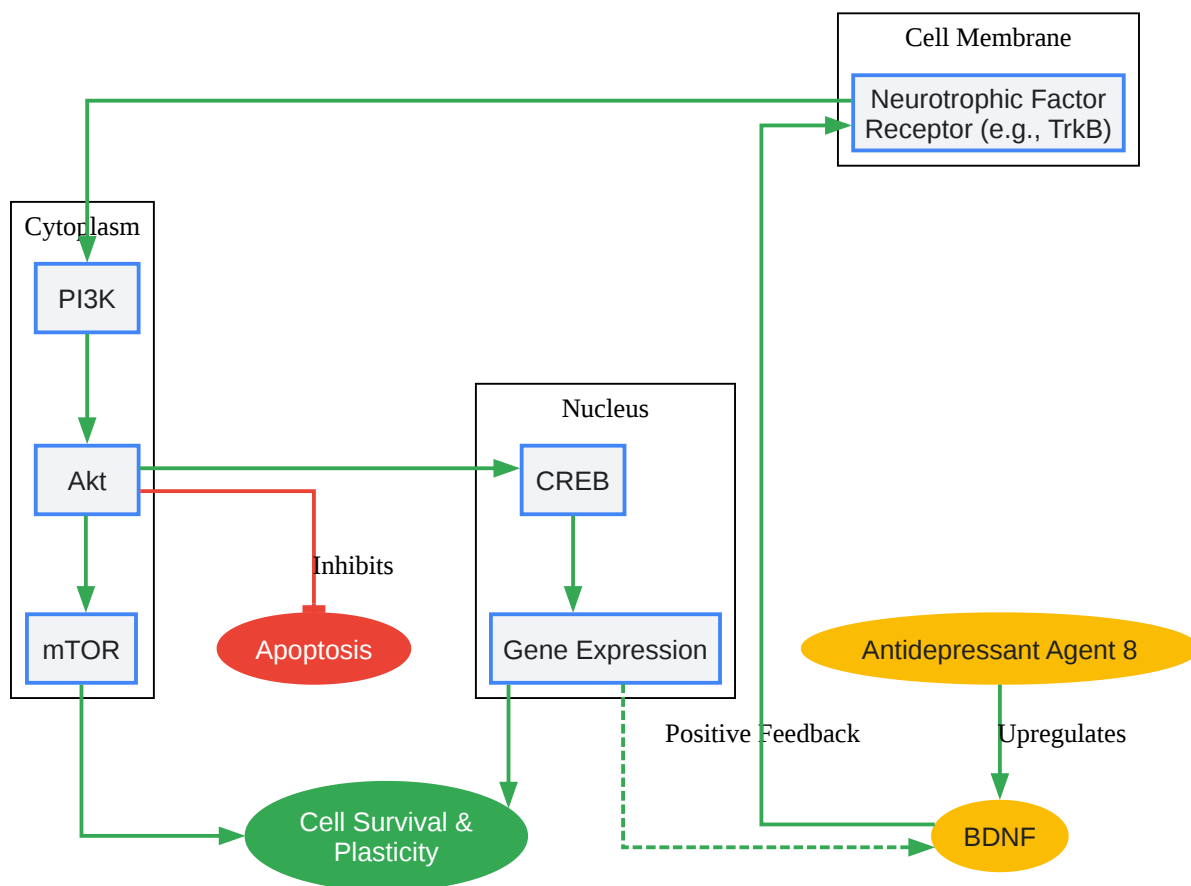 Cell Membrane
Neurotrophic Factor
Receptor (e.g., TrkB)
Cytoplasm
PI3K
Nucleus
Akt
CREB
Inhibits
mTOR
Apoptosis
Gene Expression
Antidepressant Agent 8
Positive Feedback
Upregulates
Cell Survival &
Plasticity
BDNF